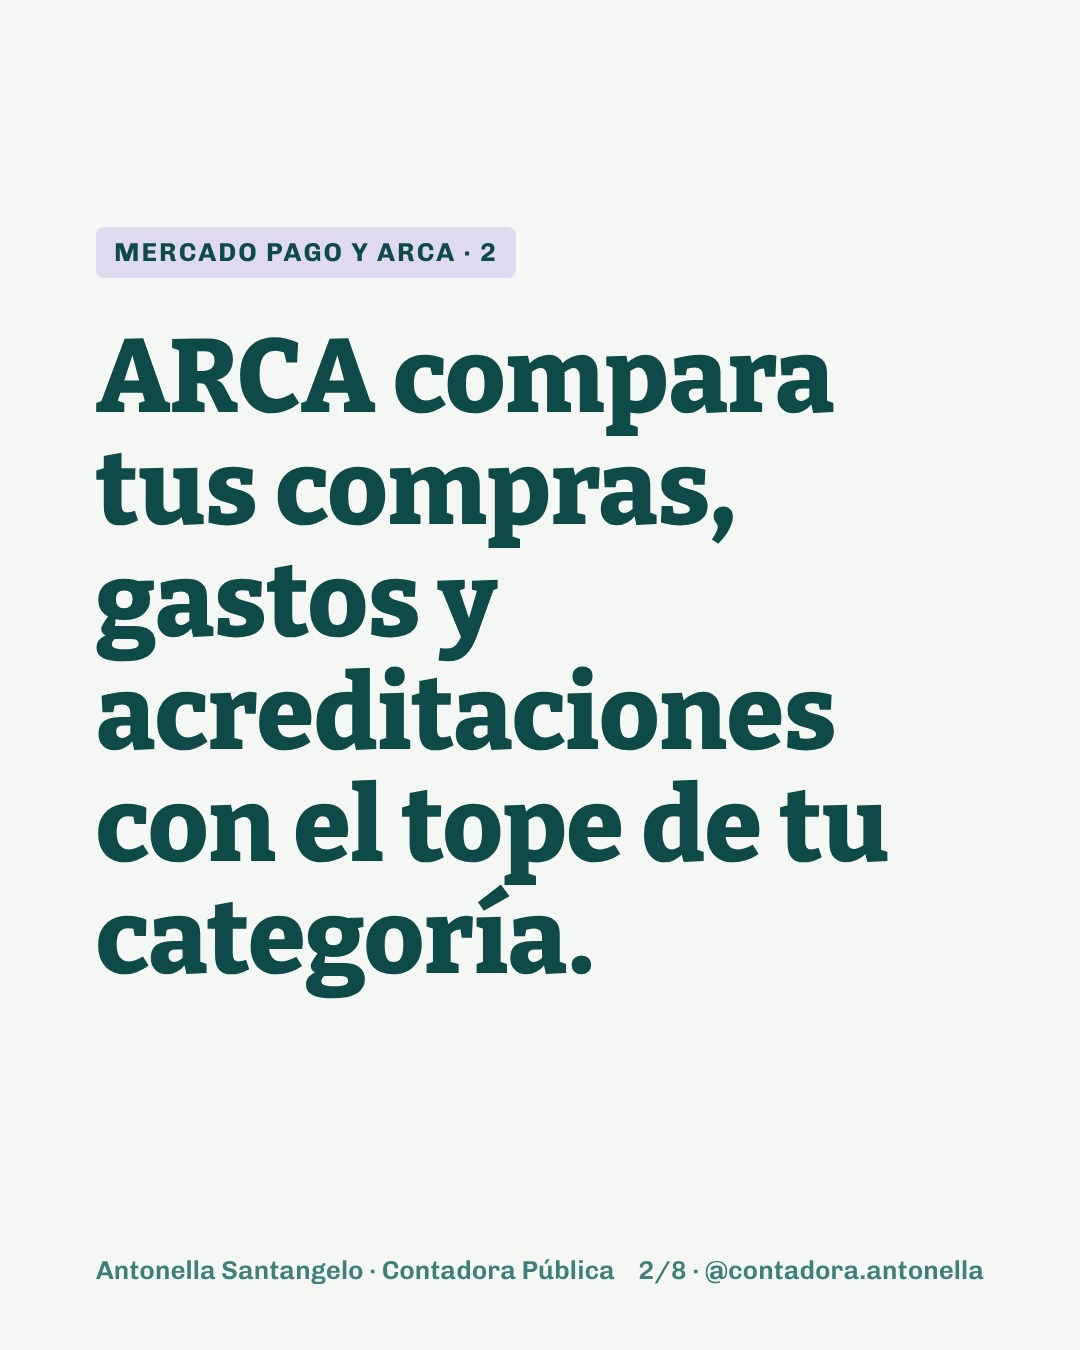 MERCADO PAGO Y ARCA · 2
ARCA compara
tus compras,
gastos y
acreditaciones
con el tope de tu
categoría.
Antonella Santangelo · Contadora Pública 2/8 · @contadora.antonella